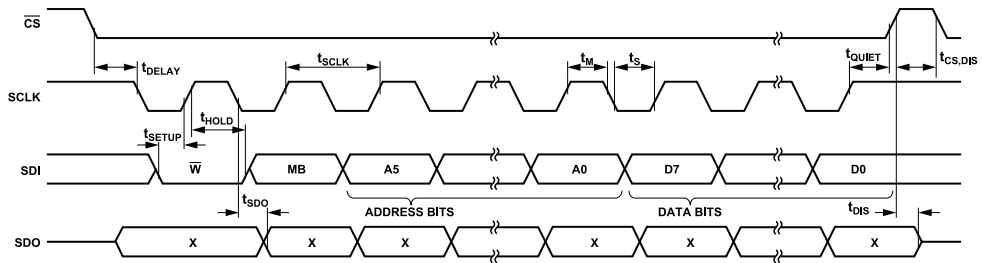 CS
tDELAY
tSCLK
tM
tS
tQUIET
tCS,DIS
SCLK
tSETUP
tHOLD
SDI
W
MB
A5
A0
D7
D0
tSDO
ADDRESS BITS
DATA BITS
tDIS
SDO
X
X
X
X
X
X